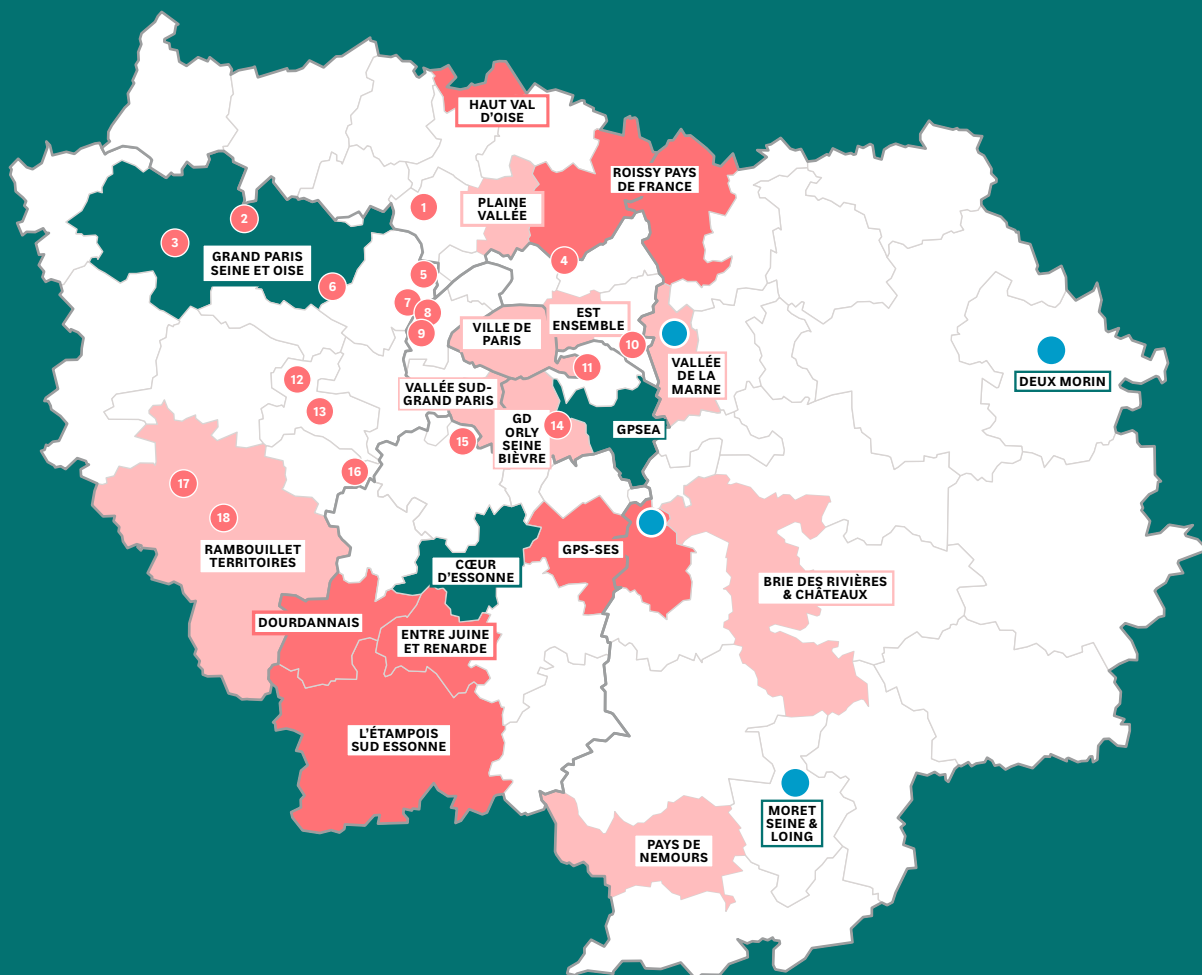 HAUT VAL
D'OISE
ROISSY PAYS
DE FRANCE
1
PLAINE
VALLÉE
2
3
GRAND PARIS
SEINE ET OISE
4
5
6
7
8
9
VILLE DE
PARIS
EST
ENSEMBLE
10
11
VALLÉE
DE LA
MARNE
DEUX MORIN
12
13
VALLÉE SUD-
GRAND PARIS
GD
ORLY
SEINE
BIÈVRE
14
GPSEA
15
16
17
18
RAMBOUILLET
TERRITOIRES
CŒUR
D'ESSONNE
GPS-SES
BRIE DES RIVIÈRES
& CHÂTEAUX
DOURDANNAIS
ENTRE JUINE
ET RENARDE
L'ÉTAMPOIS
SUD ESSONNE
MORET
SEINE &
LOING
PAYS DE
NEMOURS